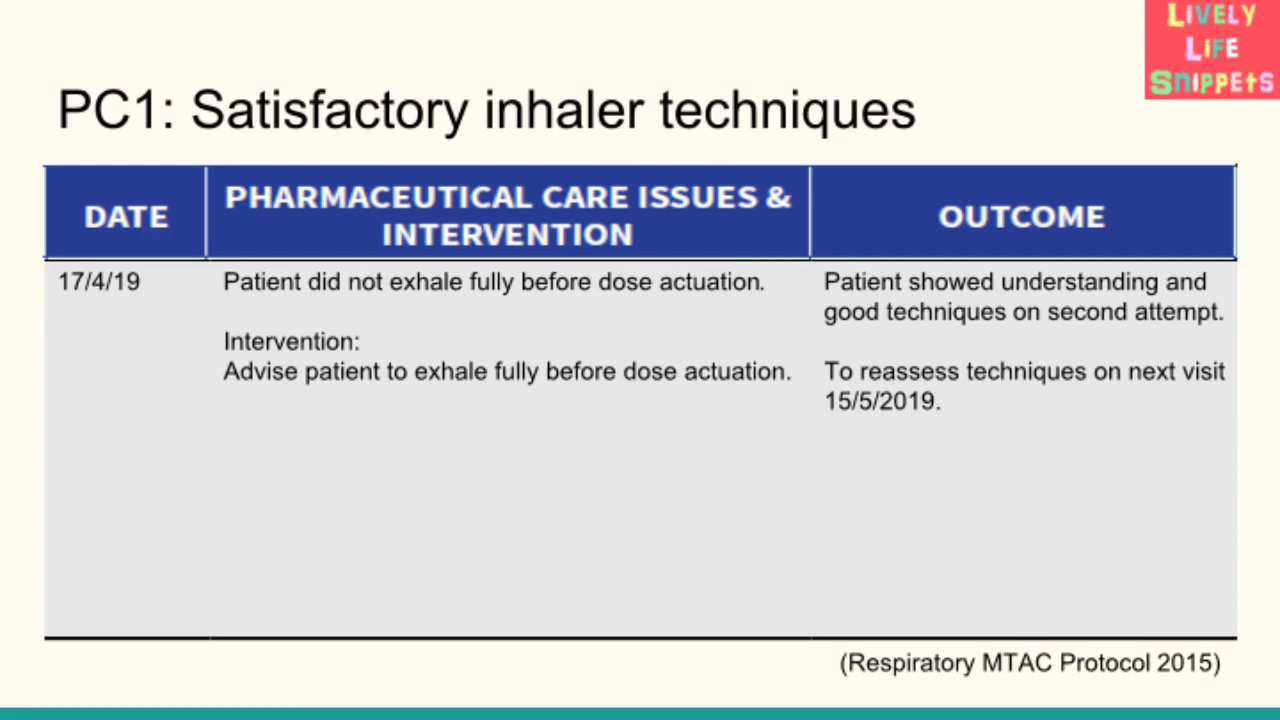 LIVELY
LIFE
SNIPPETS
PC1: Satisfactory inhaler techniques
DATE
PHARMACEUTICAL CARE ISSUES &
INTERVENTION
OUTCOME
17/4/19
Patient did not exhale fully before dose actuation.
Intervention:
Advise patient to exhale fully before dose actuation.
Patient showed understanding and
good techniques on second attempt.
To reassess techniques on next visit
15/5/2019.
(Respiratory MTAC Protocol 2015)